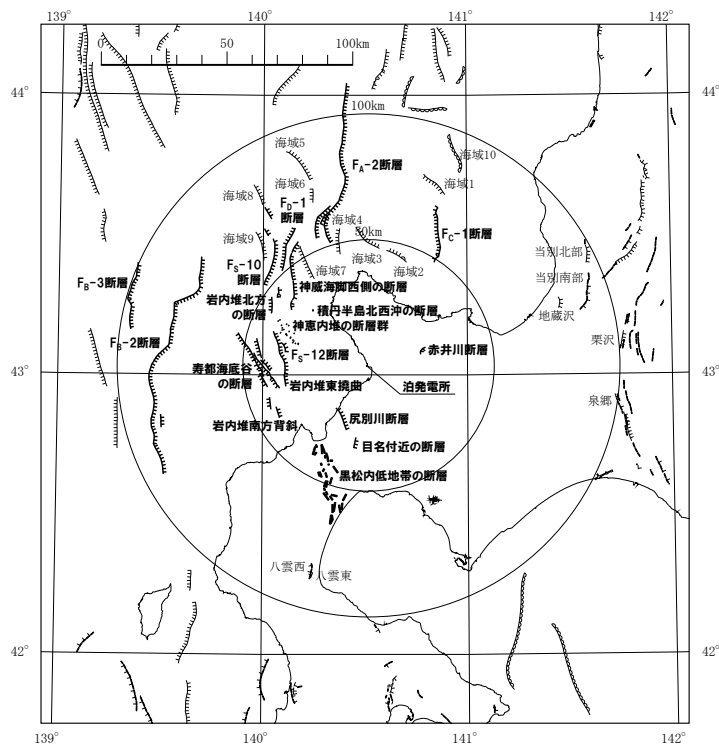 139° 140° 141° 142°
0 50 100km
44° 44°
100km
海域5
海域10
FA-2断層
海域6
海域1
海域8
FD-1
断層
海域4
50km
海域9
FC-1断層
当別北部
海域3
FS-10
断層
海域7
海域2
当別南部
FB-3断層
神威海脚西側の断層
岩内堆北方
の断層
積丹半島北西沖の断層
地蔵沢
神恵内堆の断層群
FB-2断層
栗沢
FS-12断層
赤井川断層
43° 43°
寿都海底谷
の断層
岩内堆東撓曲
泊発電所
泉郷
岩内堆南方背斜
尻別川断層
目名付近の断層
黒松内低地帯の断層
八雲西
八雲東
42° 42°
139° 140° 141° 142°